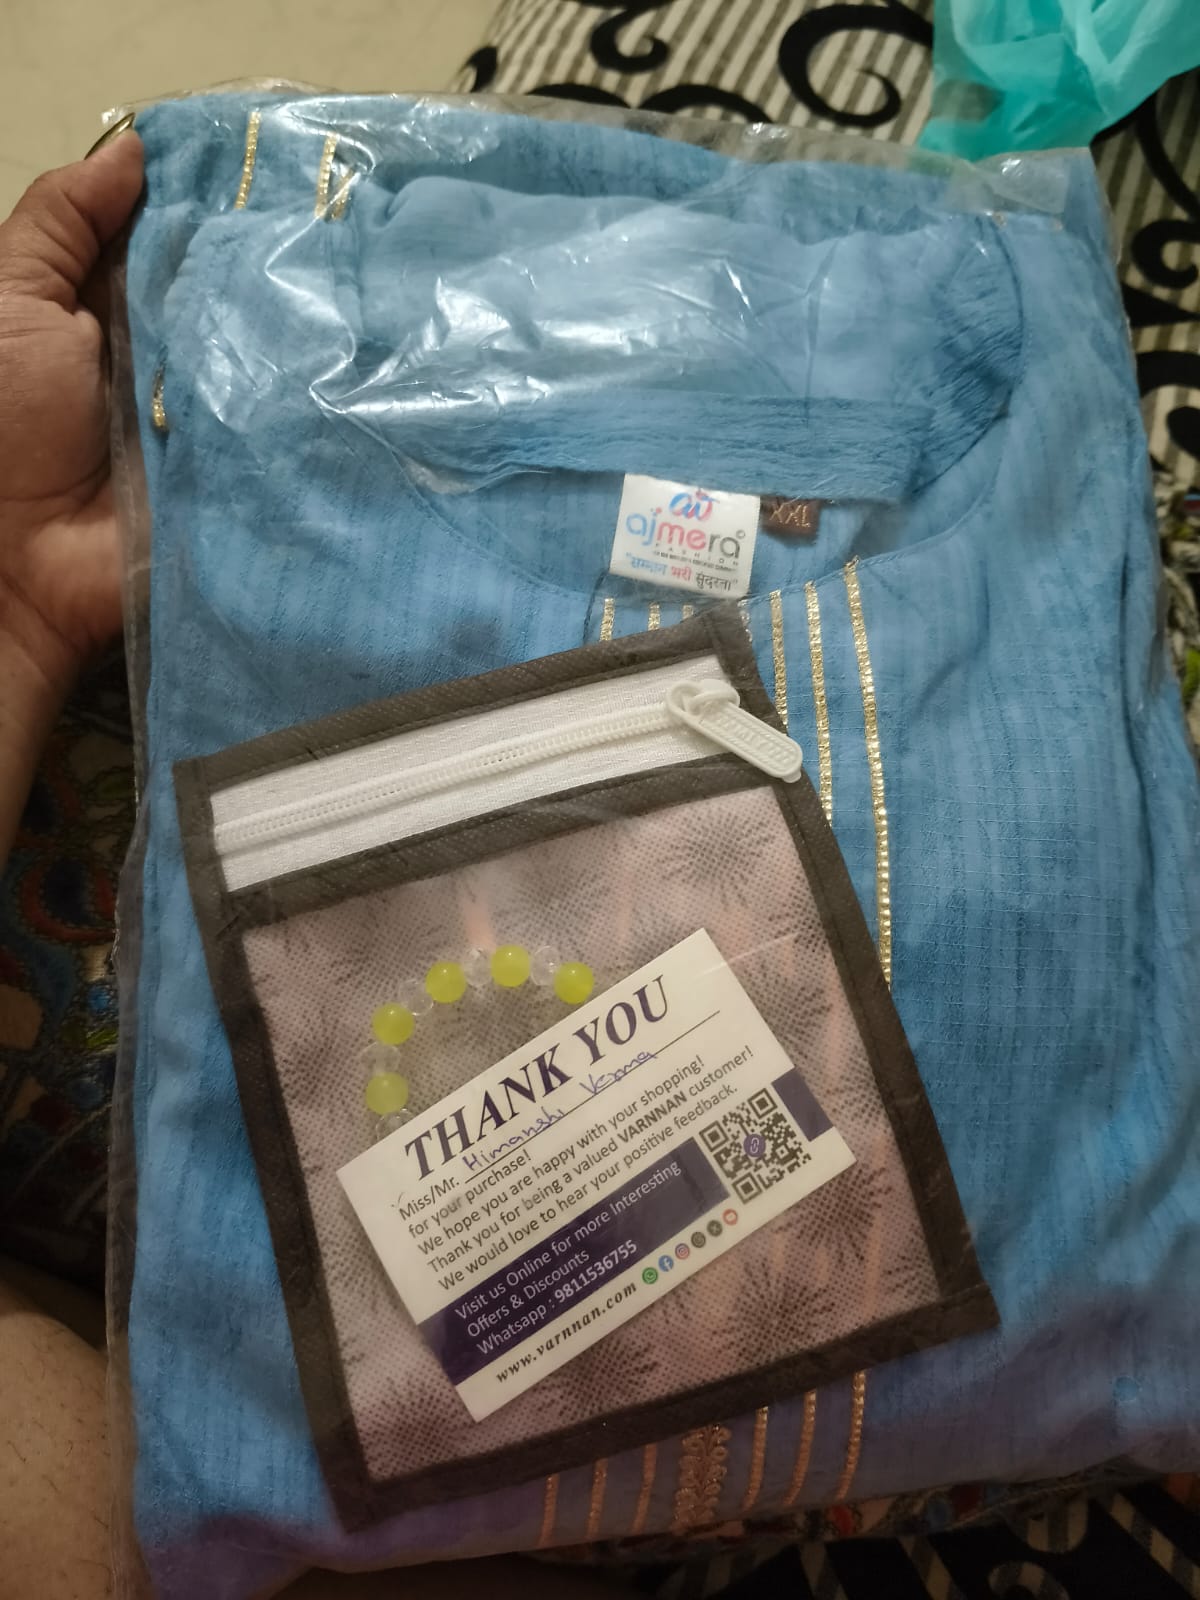 ajmera
FASHION
"सम्मान भरी सुंदरता"
XXL
THANK YOU
Miss/Mr. Himanshi Verma
for your purchase!
We hope you are happy with your shopping!
Thank you for being a valued VARNNAN customer!
We would love to hear your positive feedback.
Visit us Online for more Interesting
Offers & Discounts
Whatsapp : 9811536755
www.varnnan.com